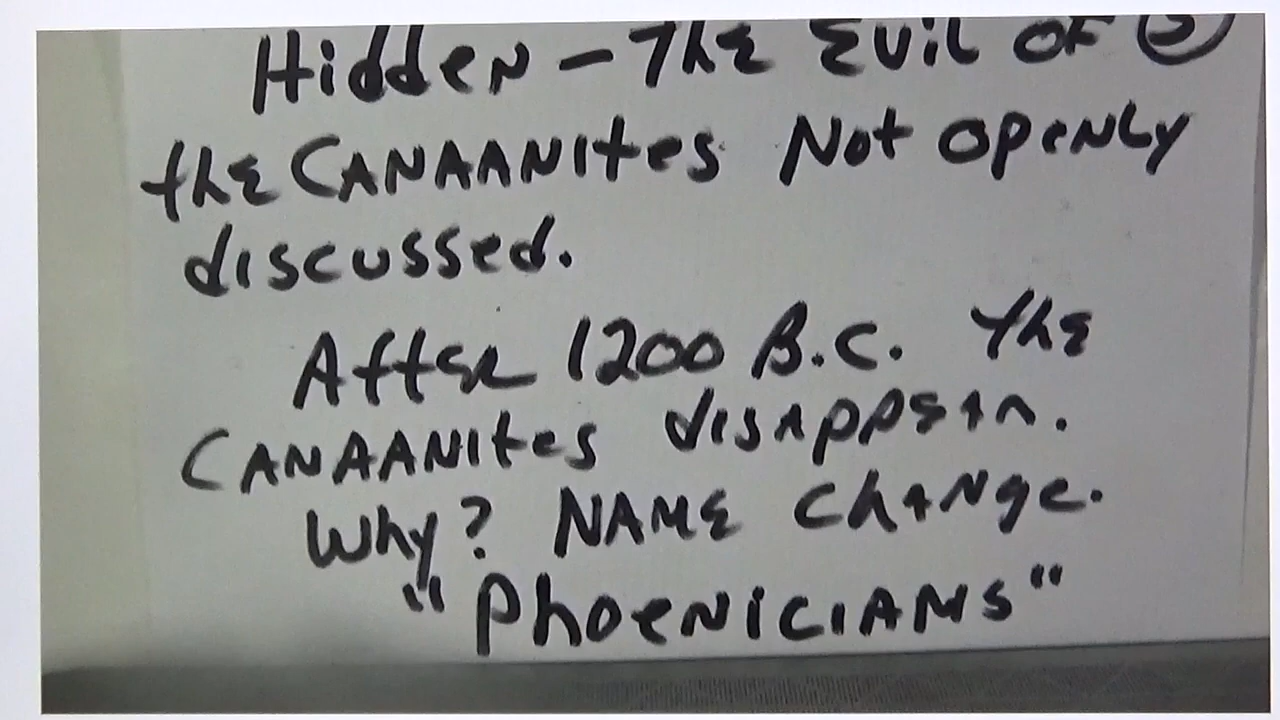 Hidden - The Evil of
the CANAANItes Not openly
discussed.
After 1200 B.C. The
CANAANItes disappear.
Why? NAME change.
"PhoeNICIANS"